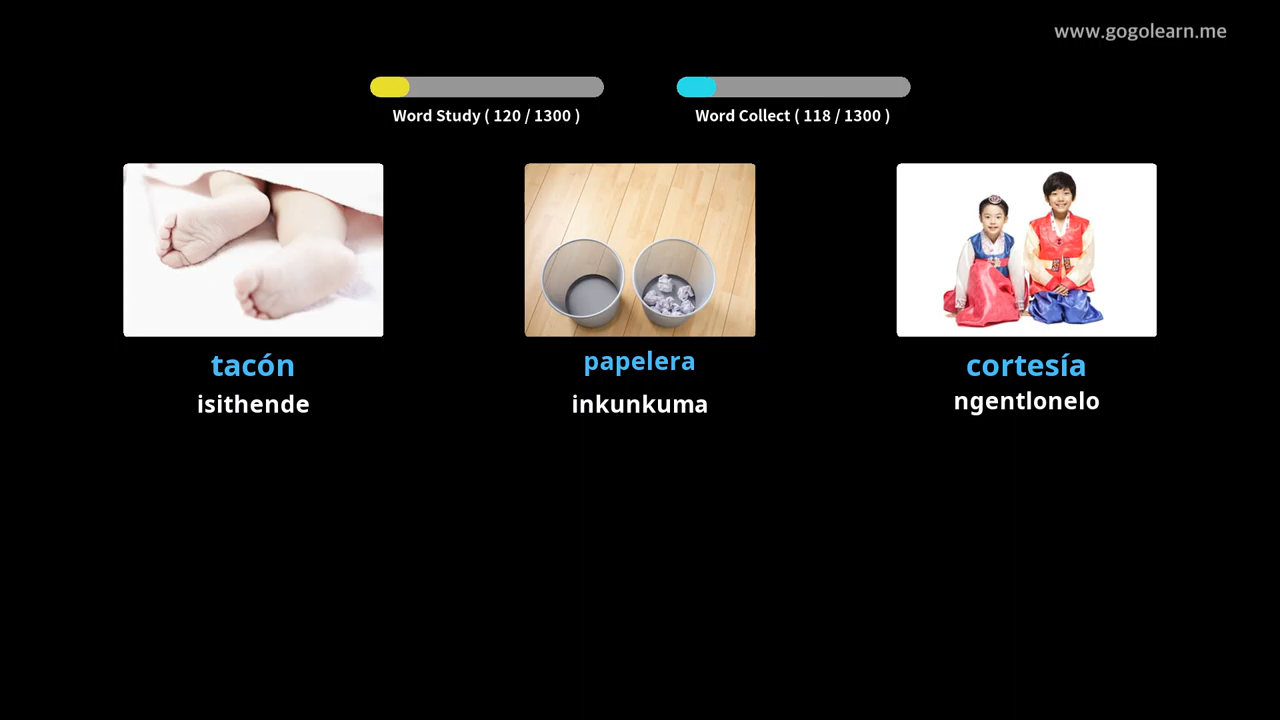 www.gogolearn.me
Word Study ( 120 / 1300 )
Word Collect ( 118 / 1300 )
tacón
papelera
cortesía
isithende
inkunkuma
ngentlonelo